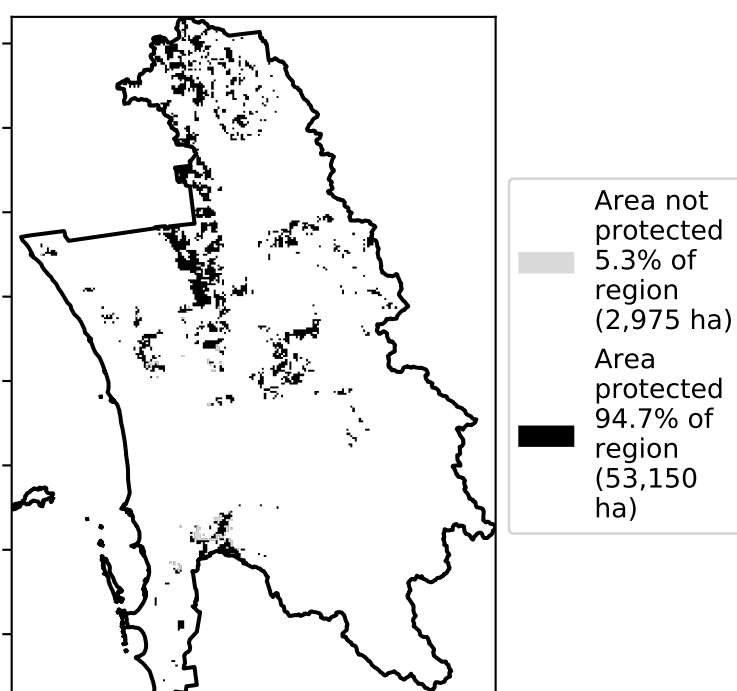 Area not
protected
5.3% of
region
(2,975 ha)
Area
protected
94.7% of
region
(53,150
ha)